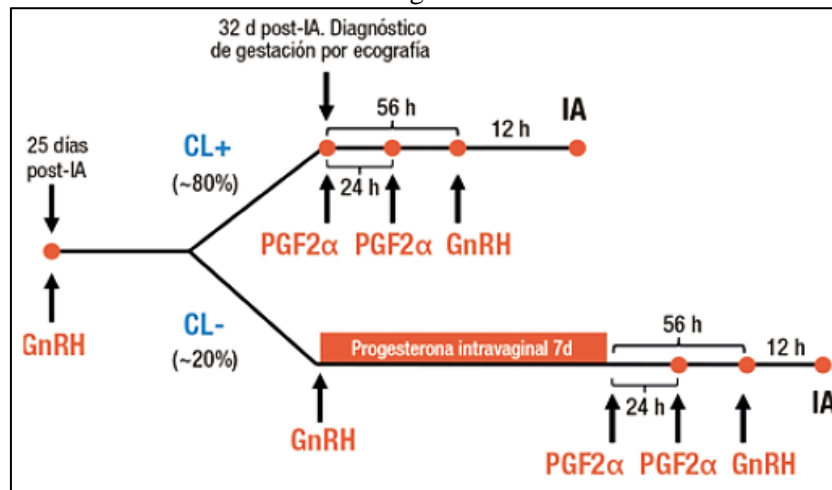 32 d post-IA. Diagnóstico
de gestación por ecografía
56 h
12 h
IA
25 días
post-IA
CL+
(~80%)
24 h
PGF2α
PGF2α
GnRH
GnRH
CL-
(~20%)
Progesterona intravaginal 7d
56 h
12 h
24 h
IA
GnRH
PGF2α
PGF2α
GnRH